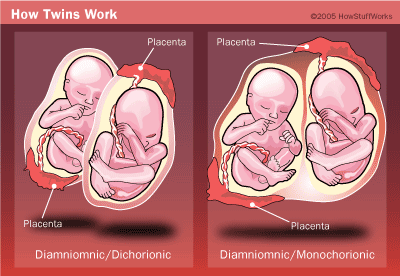 How Twins Work
©2005 HowStuffWorks
Placenta
Placenta
Diamniomnic/Dichorionic
Placenta
Placenta
Diamniomnic/Monochorionic